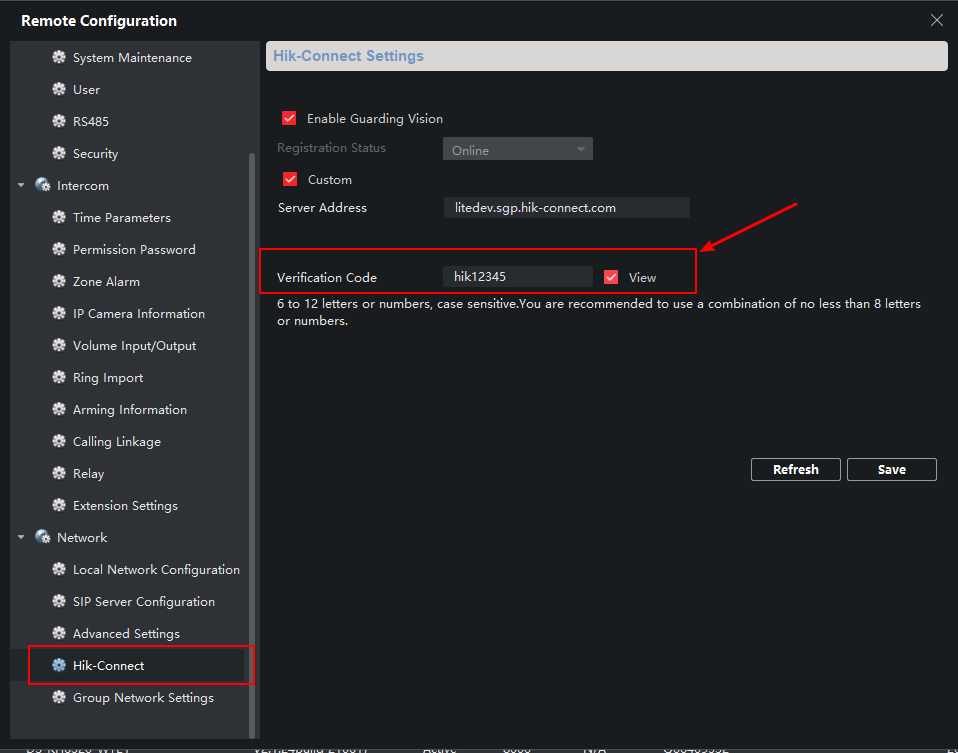 Remote Configuration
System Maintenance
User
RS485
Security
Intercom
Time Parameters
Permission Password
Zone Alarm
IP Camera Information
Volume Input/Output
Ring Import
Arming Information
Calling Linkage
Relay
Extension Settings
Network
Local Network Configuration
SIP Server Configuration
Advanced Settings
Hik-Connect
Group Network Settings
Hik-Connect Settings
Enable Guarding Vision
Registration Status Online
Custom
Server Address litedev.sgp.hik-connect.com
Verification Code hik12345 View
6 to 12 letters or numbers, case sensitive.You are recommended to use a combination of no less than 8 letters
or numbers.
Refresh Save
Active 8000 N/A